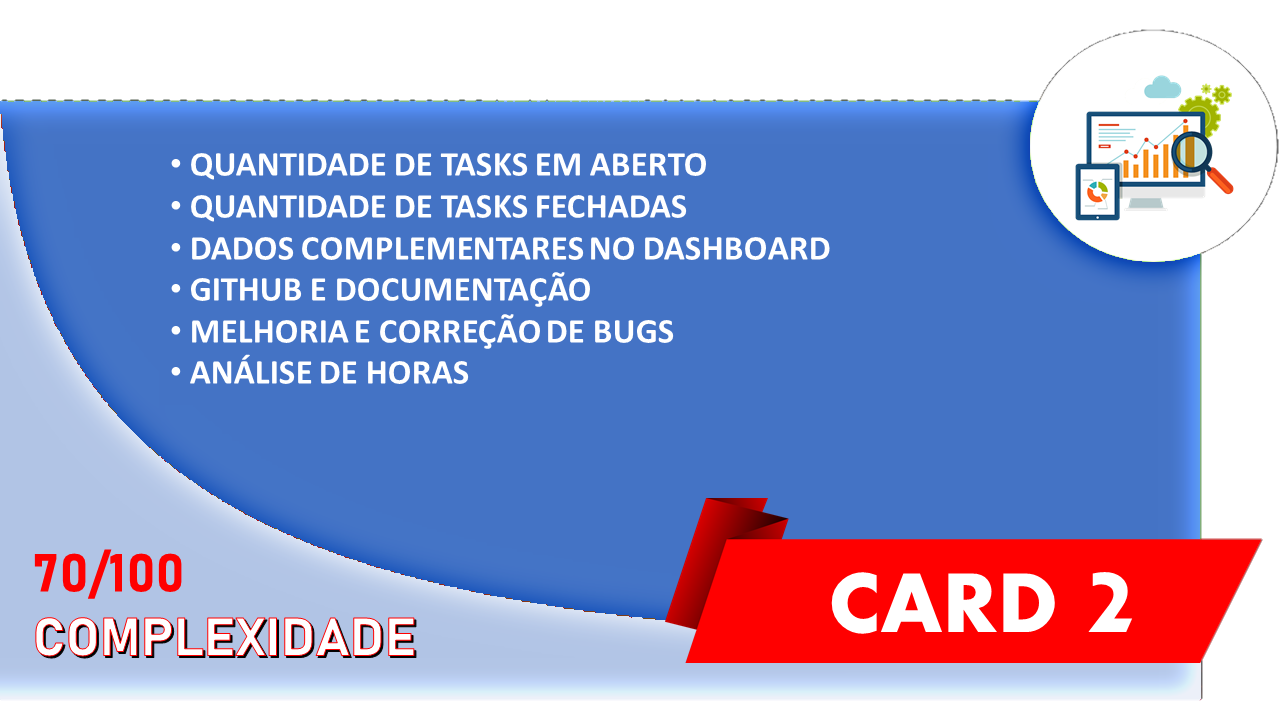 • QUANTIDADE DE TASKS EM ABERTO
• QUANTIDADE DE TASKS FECHADAS
• DADOS COMPLEMENTARES NO DASHBOARD
• GITHUB E DOCUMENTAÇÃO
• MELHORIA E CORREÇÃO DE BUGS
• ANÁLISE DE HORAS
70/100
COMPLEXIDADE
CARD 2